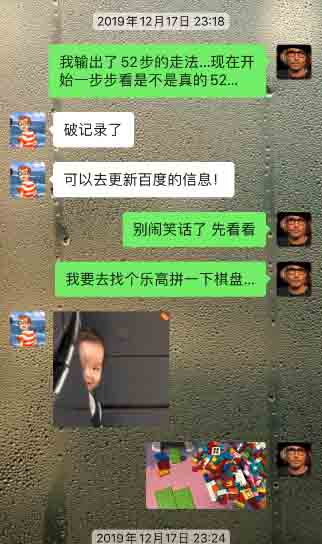 2019年12月17日 23:18
我输出了52步的走法...现在开
始一步步看是不是真的52...
破记录了
可以去更新百度的信息！
别闹笑话了 先看看
我要去找个乐高拼一下棋盘...
2019年12月17日 23:24